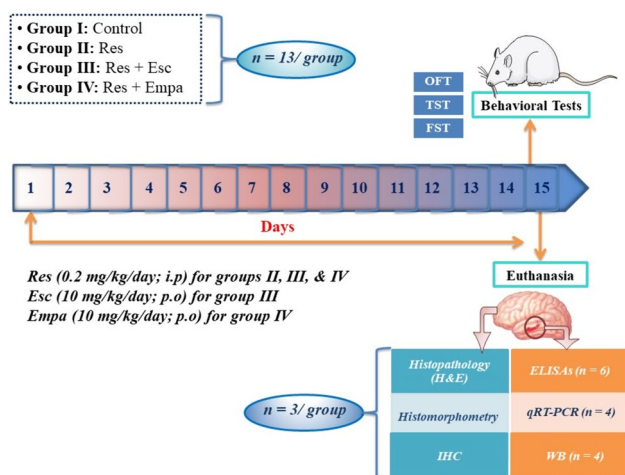 • Group I: Control
• Group II: Res
• Group III: Res + Esc
• Group IV: Res + Empa
n = 13/ group
OFT
TST
FST
Behavioral Tests
1 2 3 4 5 6 7 8 9 10 11 12 13 14 15
Days
Res (0.2 mg/kg/day; i.p) for groups II, III, & IV
Esc (10 mg/kg/day; p.o) for group III
Empa (10 mg/kg/day; p.o) for group IV
Euthanasia
n = 3/ group
Histopathology
(H&E)
ELISAs (n = 6)
Histomorphometry
qRT-PCR (n = 4)
IHC
WB (n = 4)